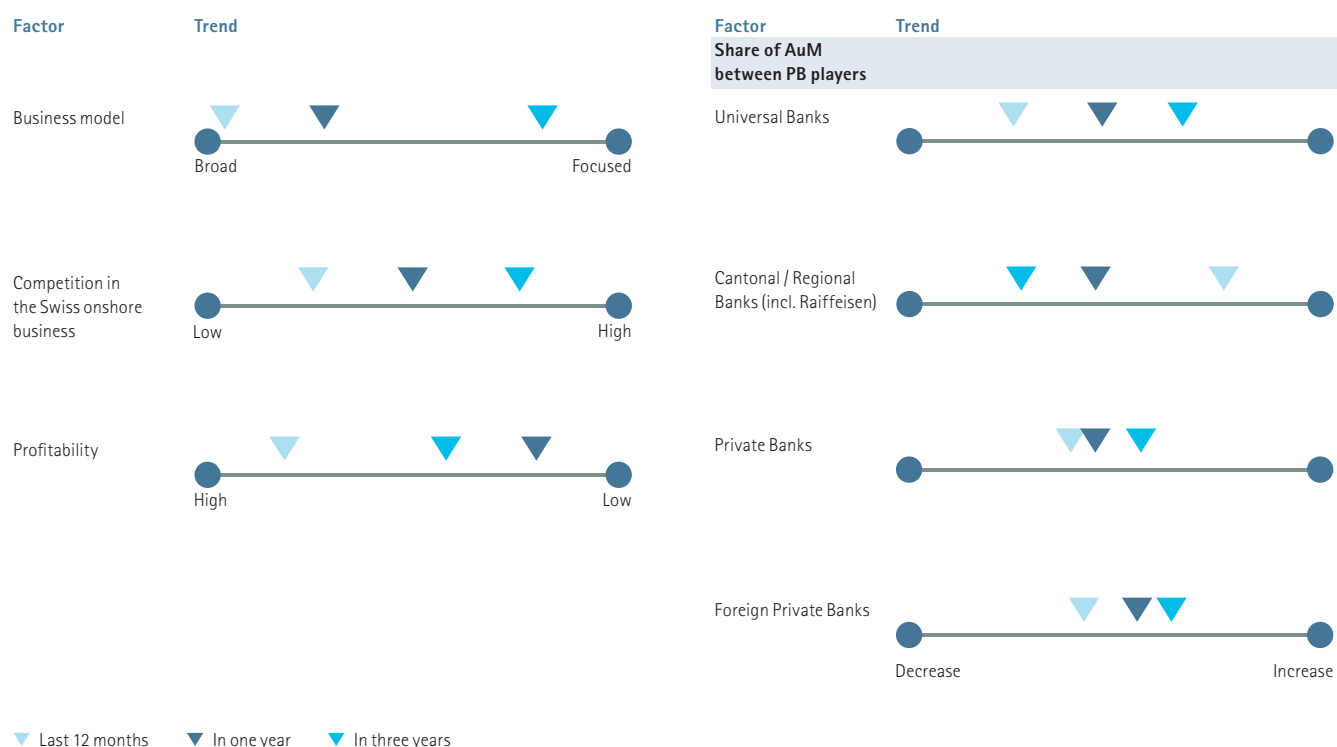 Factor
Trend
Business model
Broad
Focused
Competition in
the Swiss onshore
business
Low
High
Profitability
High
Low
Factor
Trend
Share of AuM
between PB players
Universal Banks
Cantonal / Regional
Banks (incl. Raiffeisen)
Private Banks
Foreign Private Banks
Decrease
Increase
Last 12 months
In one year
In three years